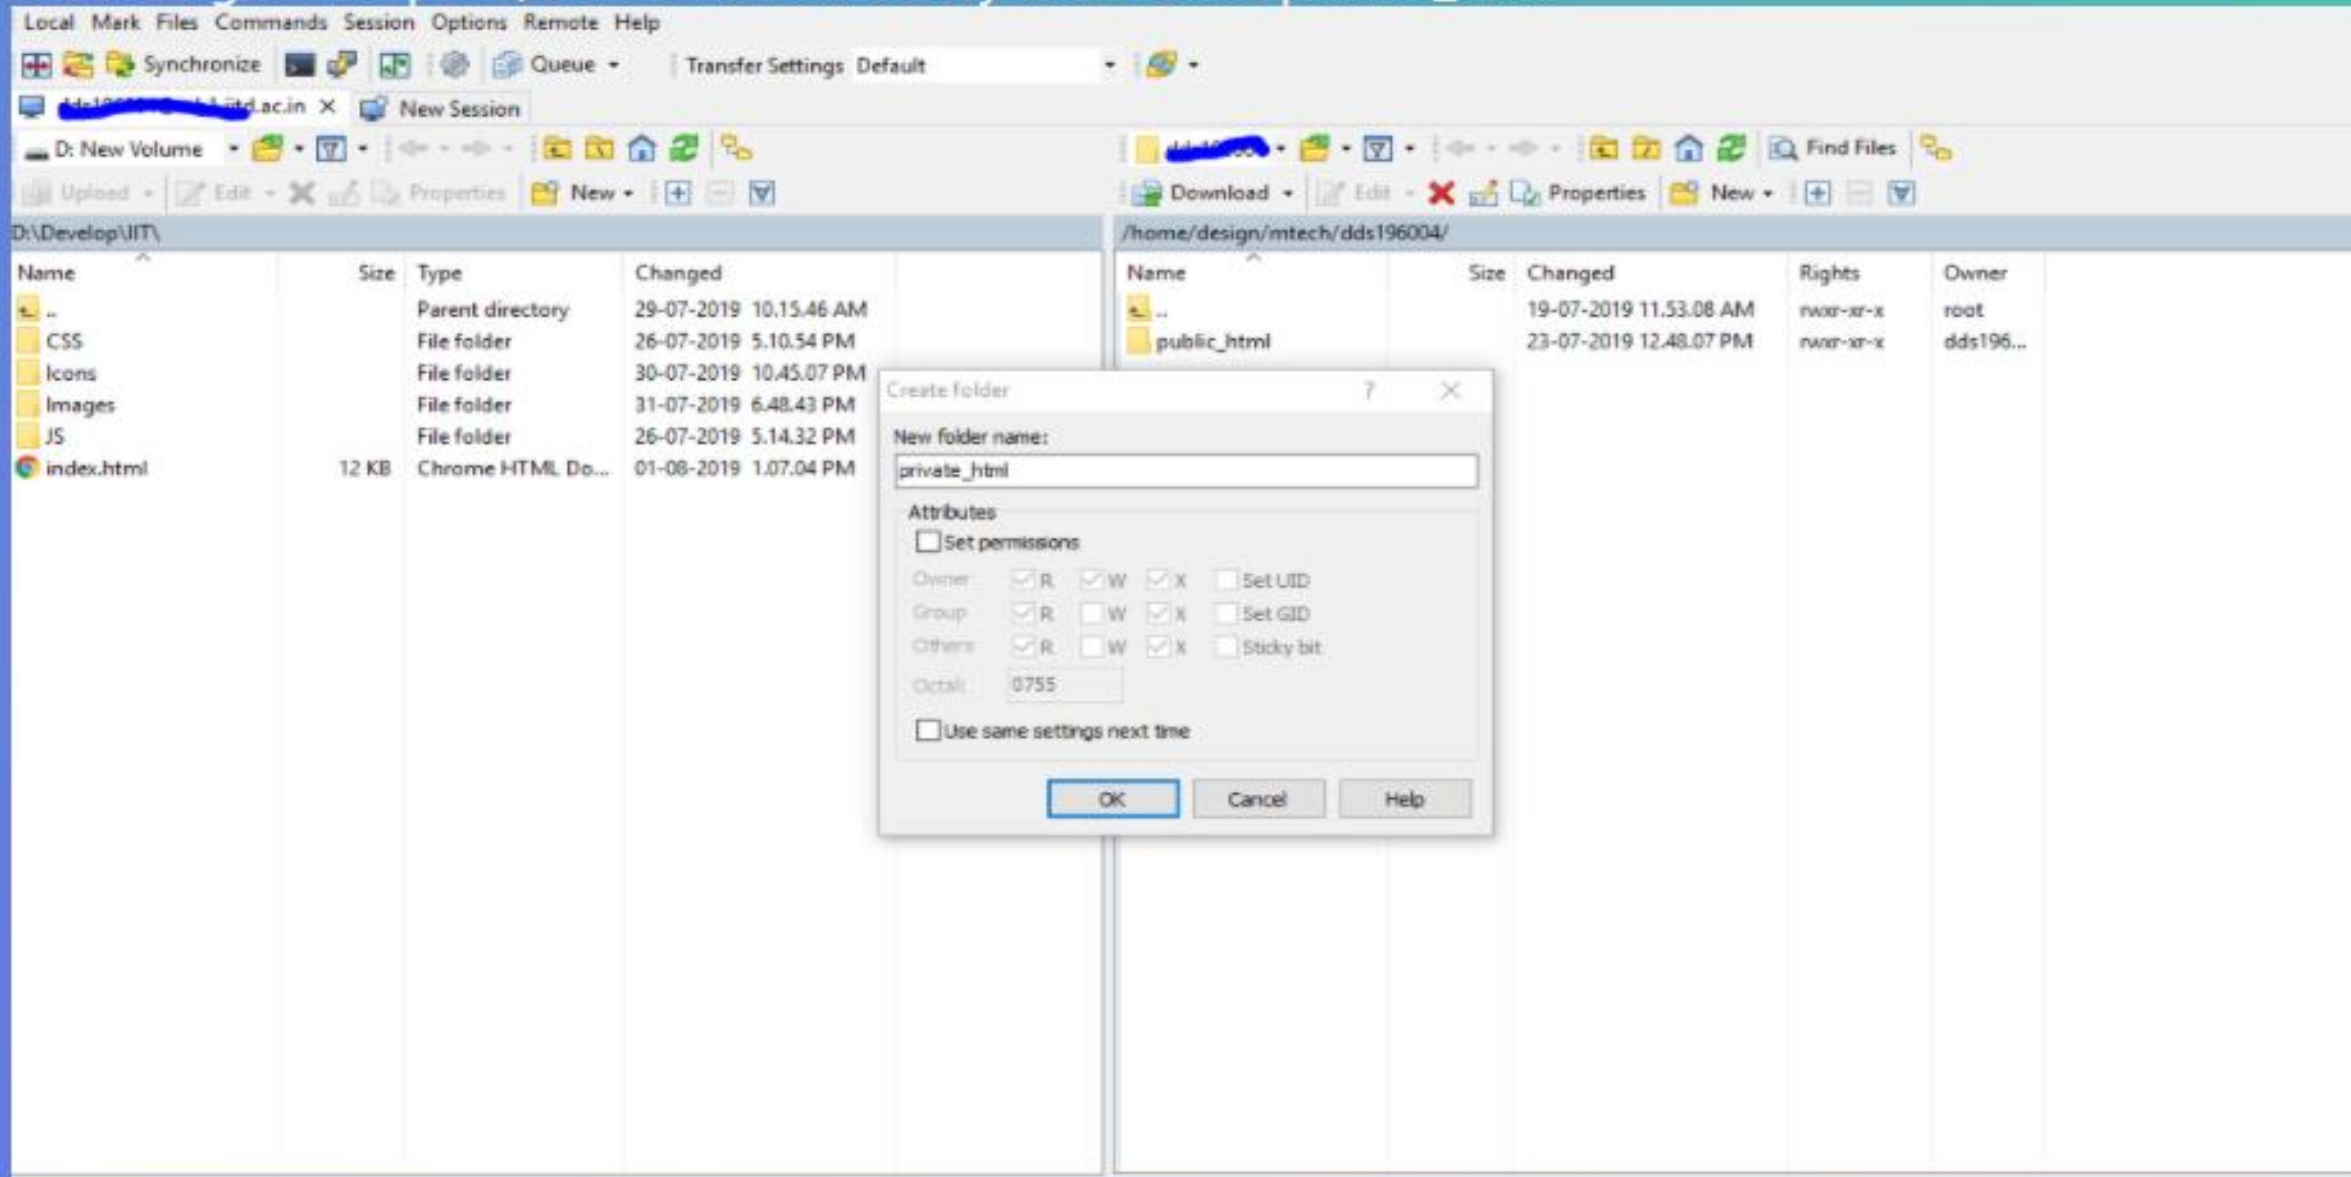 Local Mark Files Commands Session Options Remote Help
Synchronize Queue Transfer Settings Default
.ac.in New Session
D: New Volume Find Files
Upload Edit Properties New Download Edit Properties New
D:\Develop\IIT\ /home/design/mtech/dds196004/
Name Size Type Changed Name Size Changed Rights Owner
.. Parent directory 29-07-2019 10.15.46 AM .. 19-07-2019 11.53.08 AM rwxr-xr-x root
CSS File folder 26-07-2019 5.10.54 PM public_html 23-07-2019 12.48.07 PM rwxr-xr-x dds196...
Icons File folder 30-07-2019 10.45.07 PM
Images File folder 31-07-2019 6.48.43 PM
JS File folder 26-07-2019 5.14.32 PM
index.html 12 KB Chrome HTML Do... 01-08-2019 1.07.04 PM
Create folder ?
New folder name:
private_html
Attributes
Set permissions
Owner R W X Set UID
Group R W X Set GID
Others R W X Sticky bit
Octal: 0755
Use same settings next time
OK Cancel Help